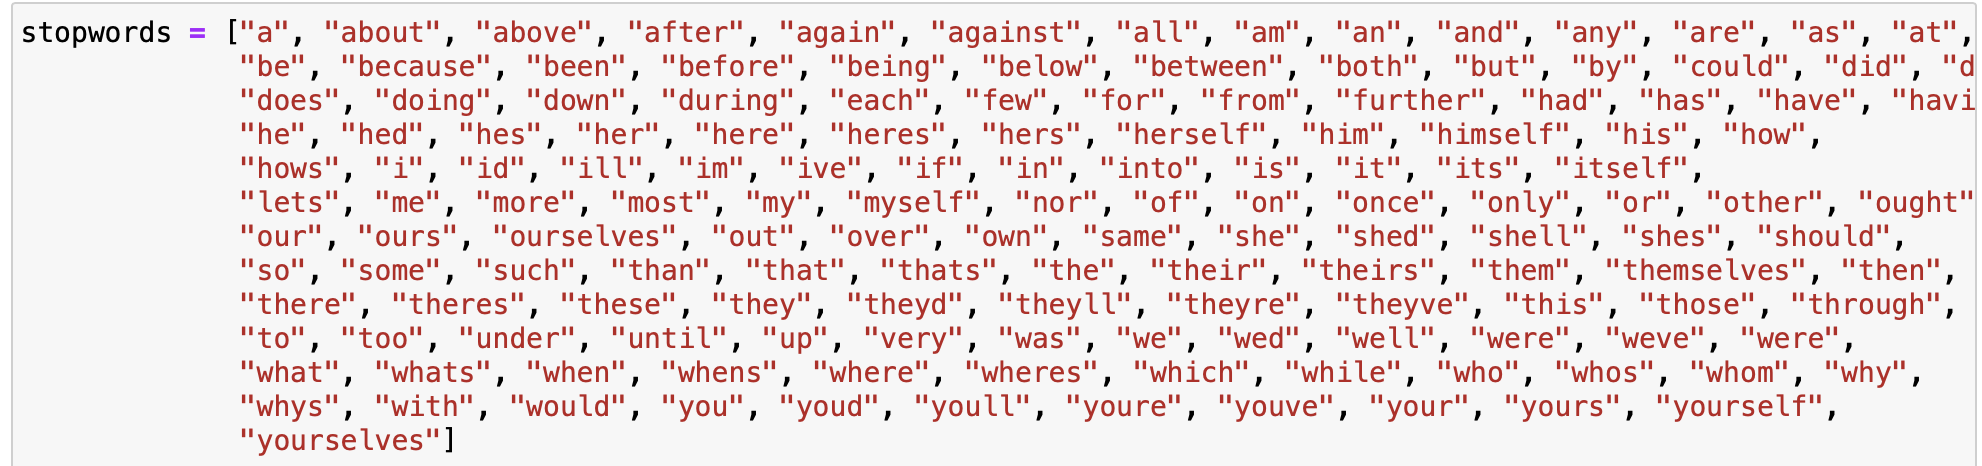 stopwords = ["a", "about", "above", "after", "again", "against", "all", "am", "an", "and", "any", "are", "as", "at",
"be", "because", "been", "before", "being", "below", "between", "both", "but", "by", "could", "did", "d
"does", "doing", "down", "during", "each", "few", "for", "from", "further", "had", "has", "have", "havi
"he", "hed", "hes", "her", "here", "heres", "hers", "herself", "him", "himself", "his", "how",
"hows", "i", "id", "ill", "im", "ive", "if", "in", "into", "is", "it", "its", "itself",
"lets", "me", "more", "most", "my", "myself", "nor", "of", "on", "once", "only", "or", "other", "ought"
"our", "ours", "ourselves", "out", "over", "own", "same", "she", "shed", "shell", "shes", "should",
"so", "some", "such", "than", "that", "thats", "the", "their", "theirs", "them", "themselves", "then",
"there", "theres", "these", "they", "theyd", "theyll", "theyre", "theyve", "this", "those", "through",
"to", "too", "under", "until", "up", "very", "was", "we", "wed", "well", "were", "weve", "were",
"what", "whats", "when", "whens", "where", "wheres", "which", "while", "who", "whos", "whom", "why",
"whys", "with", "would", "you", "youd", "youll", "youre", "youve", "your", "yours", "yourself",
"yourselves"]